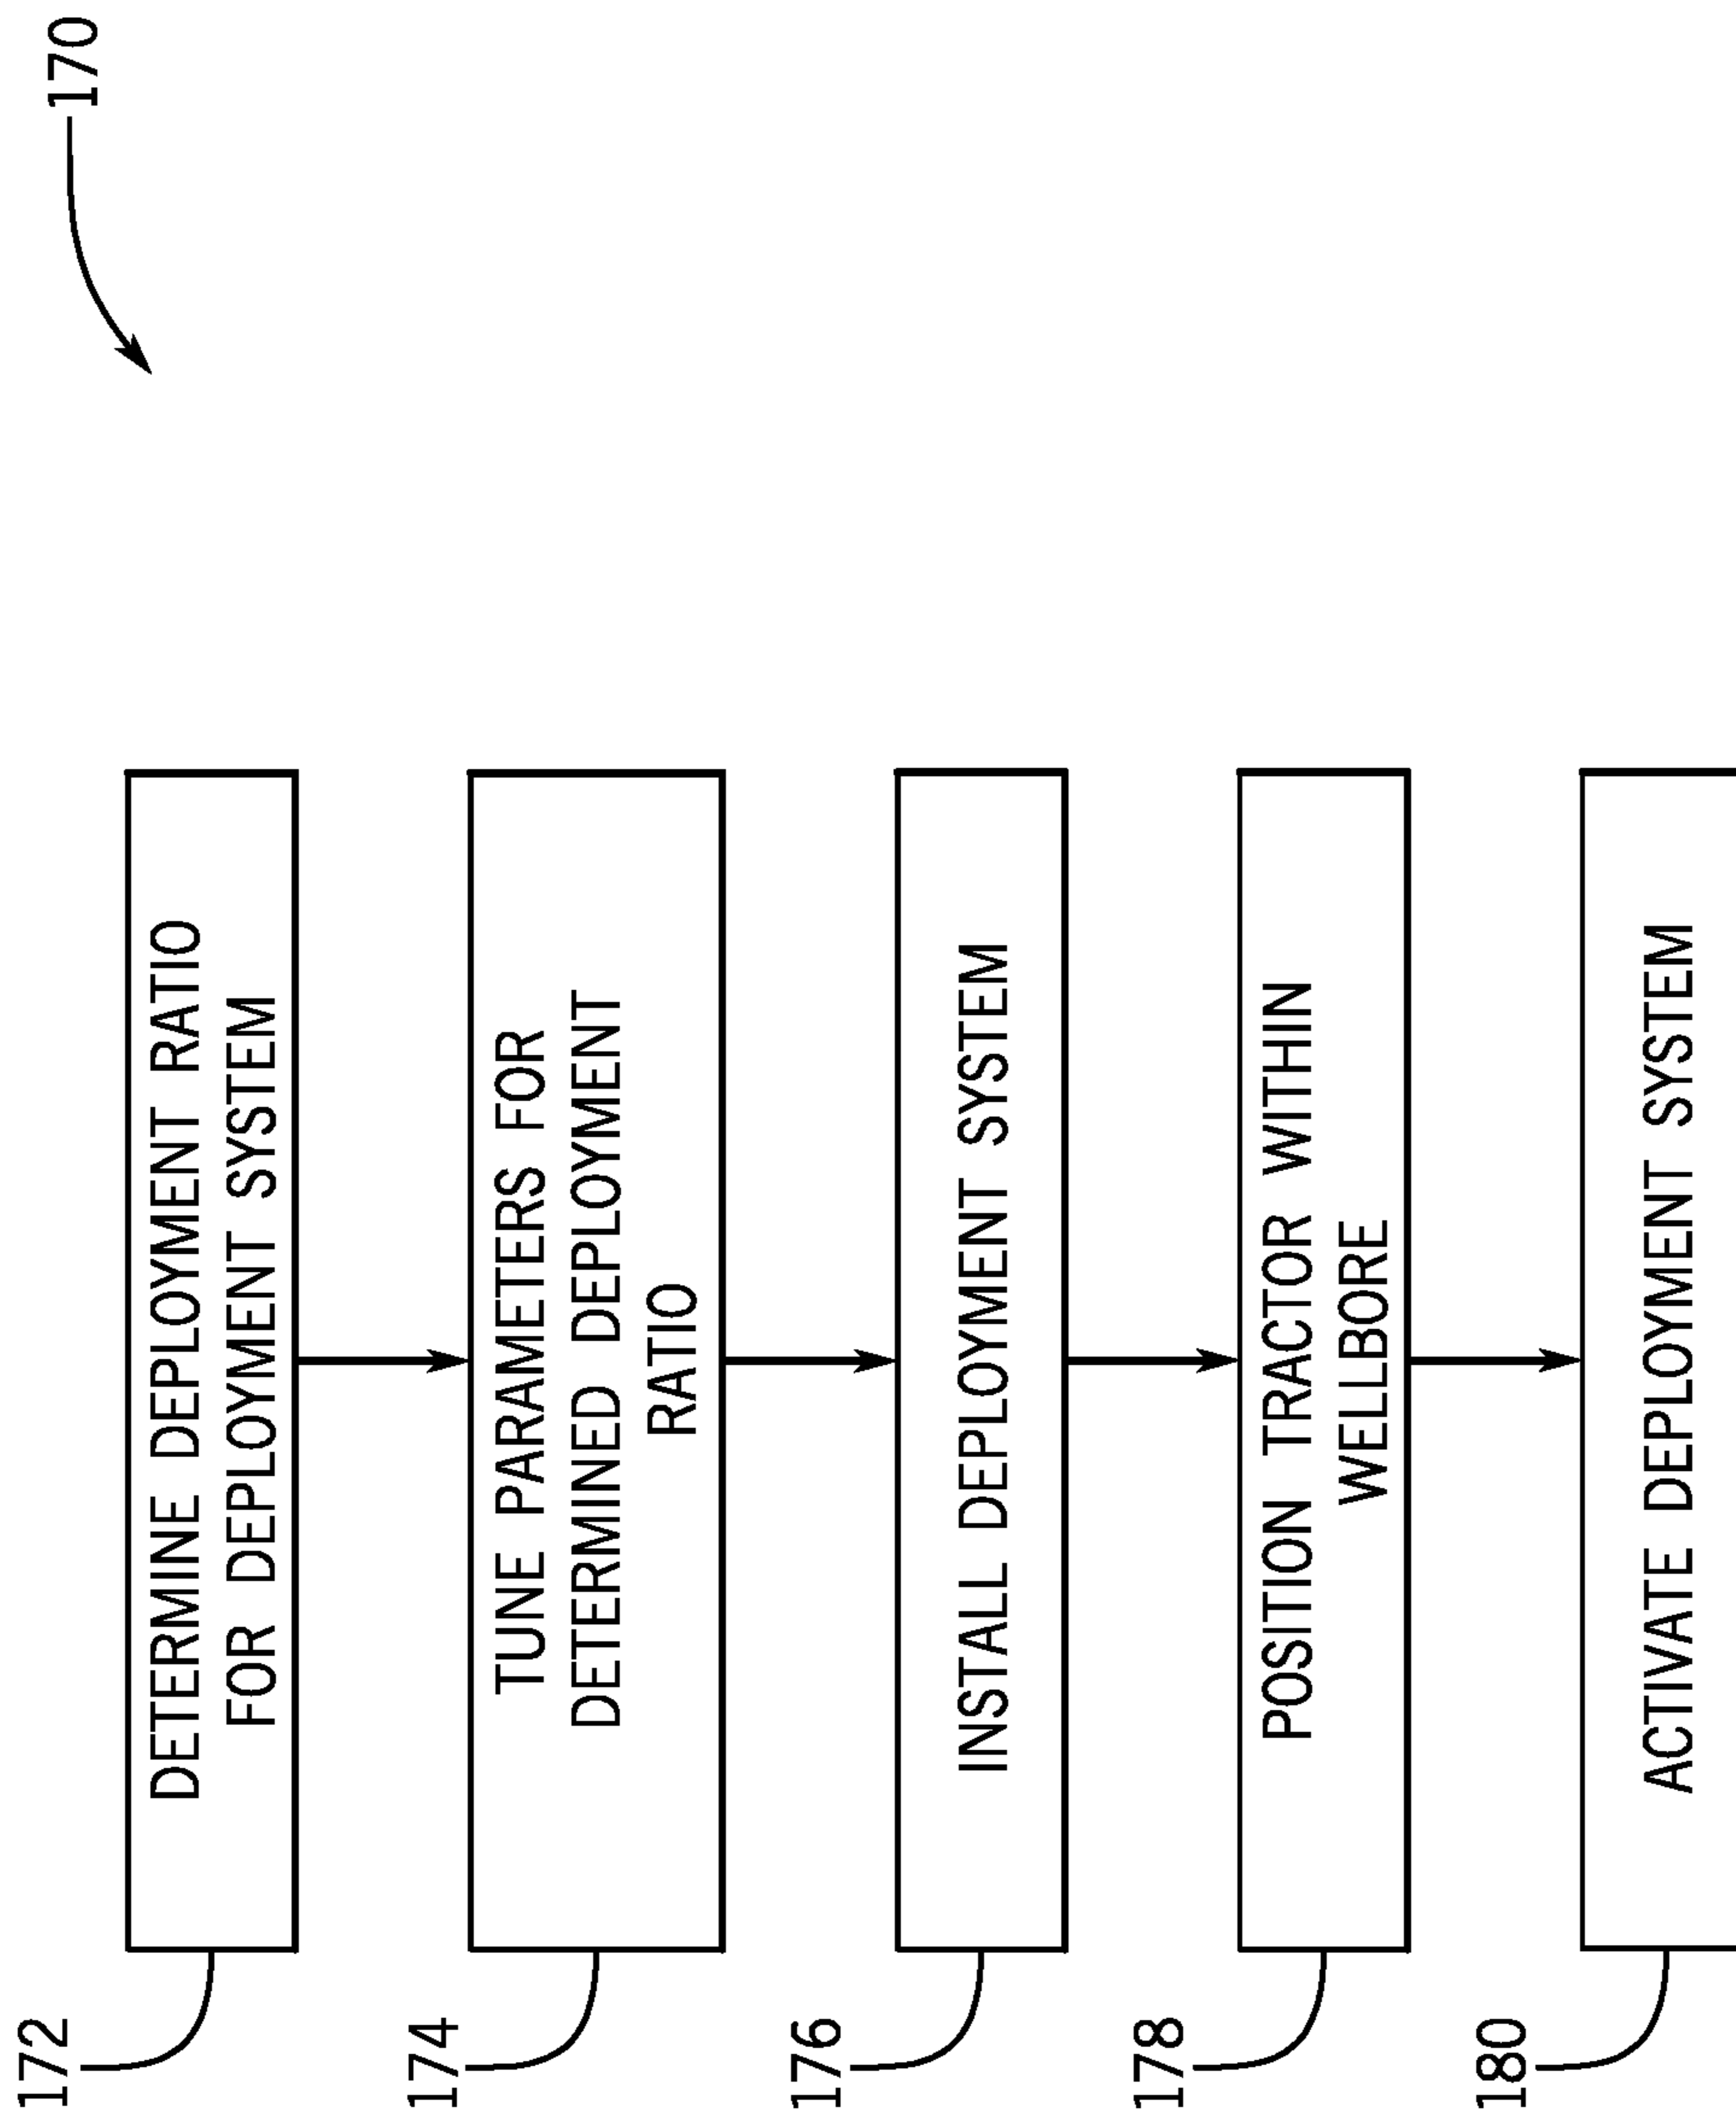 170
172
DETERMINE DEPLOYMENT RATIO
FOR DEPLOYMENT SYSTEM
174
TUNE PARAMETERS FOR
DETERMINED DEPLOYMENT
RATIO
176
INSTALL DEPLOYMENT SYSTEM
178
POSITION TRACTOR WITHIN
WELLBORE
180
ACTIVATE DEPLOYMENT SYSTEM